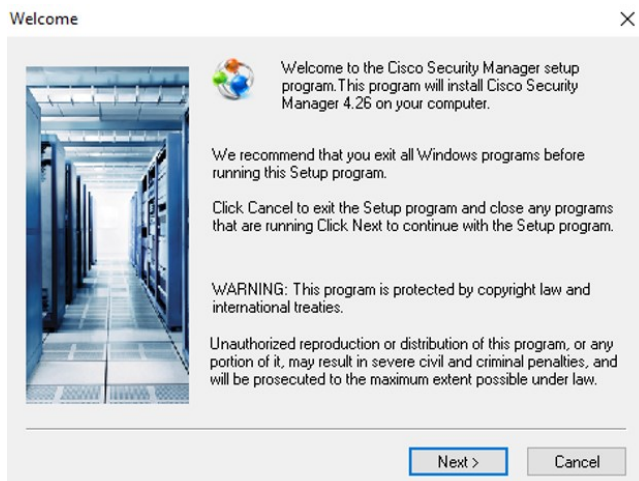 Welcome
Welcome to the Cisco Security Manager setup
program.This program will install Cisco Security
Manager 4.26 on your computer.
We recommend that you exit all Windows programs before
running this Setup program.
Click Cancel to exit the Setup program and close any programs
that are running Click Next to continue with the Setup program.
WARNING: This program is protected by copyright law and
international treaties.
Unauthorized reproduction or distribution of this program, or any
portion of it, may result in severe civil and criminal penalties, and
will be prosecuted to the maximum extent possible under law.
Next >
Cancel